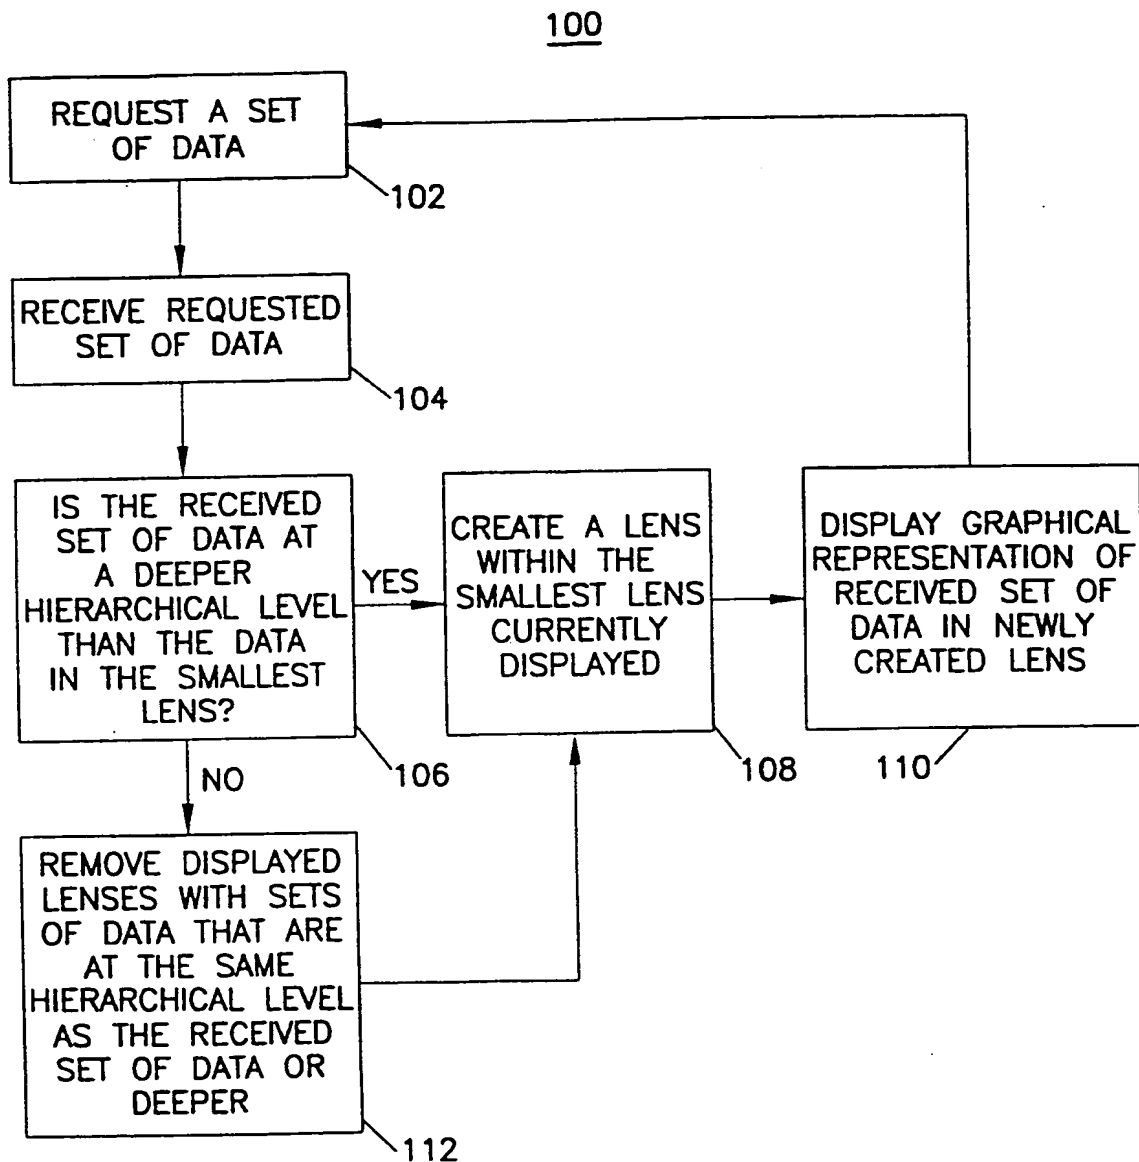 100
REQUEST A SET
OF DATA
102
RECEIVE REQUESTED
SET OF DATA
104
IS THE RECEIVED
SET OF DATA AT
A DEEPER
HIERARCHICAL LEVEL
THAN THE DATA
IN THE SMALLEST
LENS?
106
YES
NO
CREATE A LENS
WITHIN THE
SMALLEST LENS
CURRENTLY
DISPLAYED
108
DISPLAY GRAPHICAL
REPRESENTATION OF
RECEIVED SET OF
DATA IN NEWLY
CREATED LENS
110
REMOVE DISPLAYED
LENSES WITH SETS
OF DATA THAT ARE
AT THE SAME
HIERARCHICAL LEVEL
AS THE RECEIVED
SET OF DATA OR
DEEPER
112